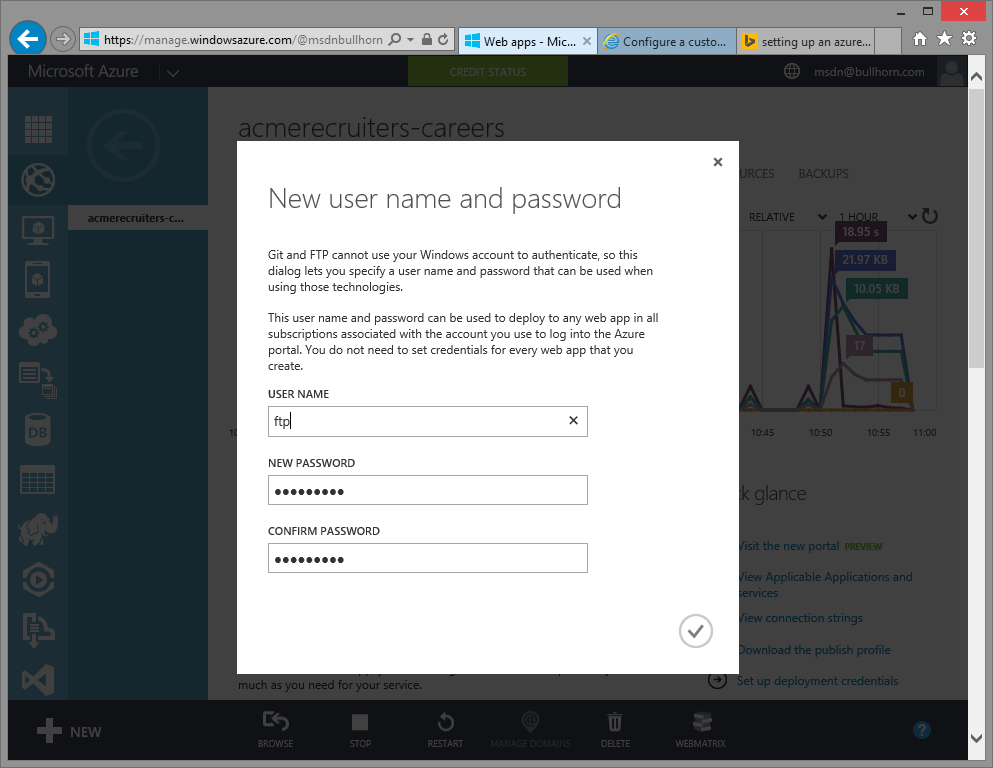 https://manage.windowsazure.com/@msdnbullhorn
Web apps - Mic...
Configure a custo...
setting up an azure...
Microsoft Azure
CREDIT STATUS
msdn@bullhorn.com
acmerecruiters-careers
acmerecruiters-c...
BACKUPS
RELATIVE
1 HOUR
18.95 s
21.97 KB
10.05 KB
17
0
10:45
10:50
10:55
11:00
New user name and password
Git and FTP cannot use your Windows account to authenticate, so this
dialog lets you specify a user name and password that can be used when
using those technologies.
This user name and password can be used to deploy to any web app in all
subscriptions associated with the account you use to log into the Azure
portal. You do not need to set credentials for every web app that you
create.
USER NAME
ftp
NEW PASSWORD
●●●●●●●●●
CONFIRM PASSWORD
●●●●●●●●●
DB
glance
Visit the new portal PREVIEW
View Applicable Applications and
services
View connection strings
Download the publish profile
Set up deployment credentials
much as you need for your service.
NEW
BROWSE
STOP
RESTART
MANAGE DOMAINS
DELETE
WEBMATRIX
?